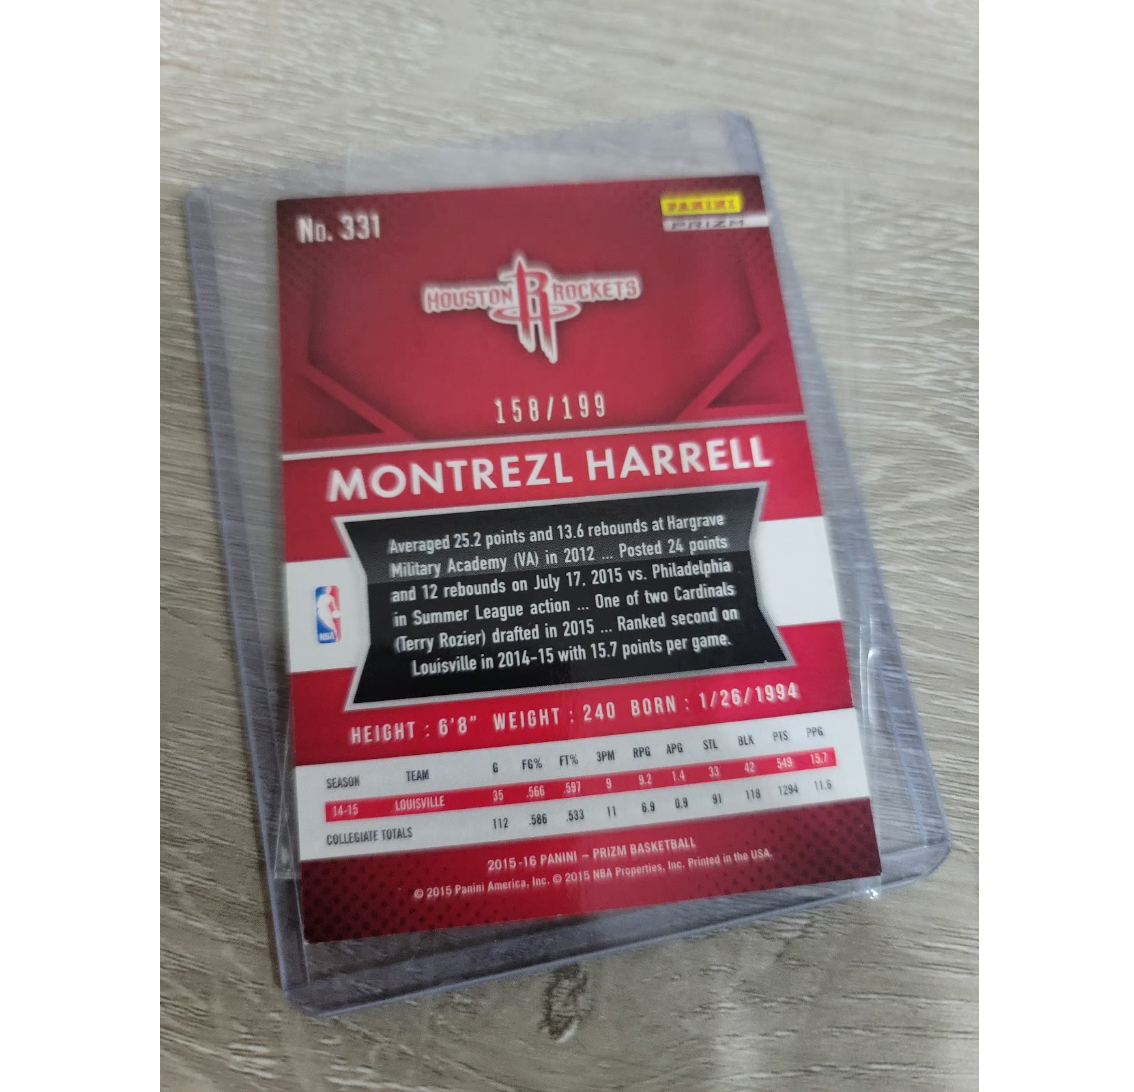 No. 331
PANINI
PRIZM
HOUSTON R ROCKETS
158/199
MONTREZL HARRELL
Averaged 25.2 points and 13.6 rebounds at Hargrave
Military Academy (VA) in 2012 ... Posted 24 points
and 12 rebounds on July 17, 2015 vs. Philadelphia
in Summer League action ... One of two Cardinals
(Terry Rozier) drafted in 2015 ... Ranked second on
Louisville in 2014-15 with 15.7 points per game.
NBA
HEIGHT : 6'8" WEIGHT : 240 BORN : 1/26/1994
SEASON TEAM G FG% FT% 3PM RPG APG STL BLK PTS PPG
14-15 LOUISVILLE 35 .566 .597 9 9.2 1.4 33 42 549 15.7
COLLEGIATE TOTALS 112 .586 .533 11 6.9 0.9 91 118 1294 11.6
2015-16 PANINI – PRIZM BASKETBALL
© 2015 Panini America, Inc. © 2015 NBA Properties, Inc. Printed in the USA.